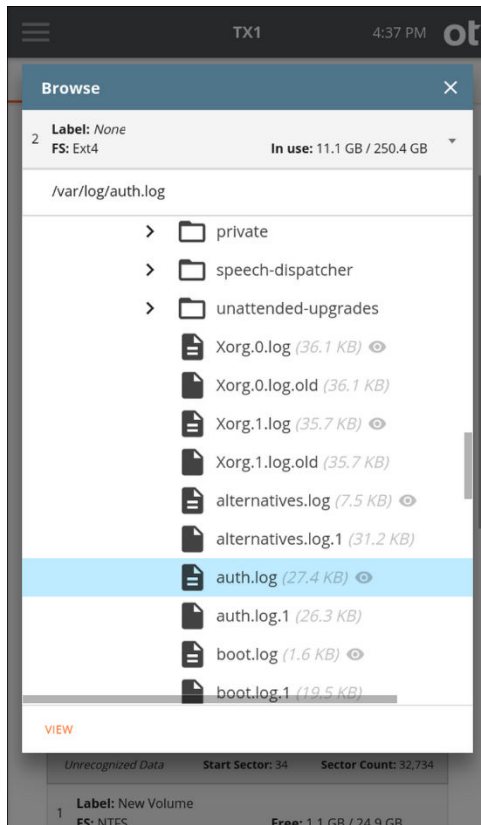 TX1
4:37 PM
ot
Browse
2
Label: None
FS: Ext4
In use: 11.1 GB / 250.4 GB
/var/log/auth.log
private
speech-dispatcher
unattended-upgrades
Xorg.0.log (36.1 KB)
Xorg.0.log.old (36.1 KB)
Xorg.1.log (35.7 KB)
Xorg.1.log.old (35.7 KB)
alternatives.log (7.5 KB)
alternatives.log.1 (31.2 KB)
auth.log (27.4 KB)
auth.log.1 (26.3 KB)
boot.log (1.6 KB)
boot.log.1 (19.5 KB)
VIEW
Unrecognized Data Start Sector: 34 Sector Count: 32,734
1
Label: New Volume
FS: NTFS
Free: 1.1 GB / 24.9 GB